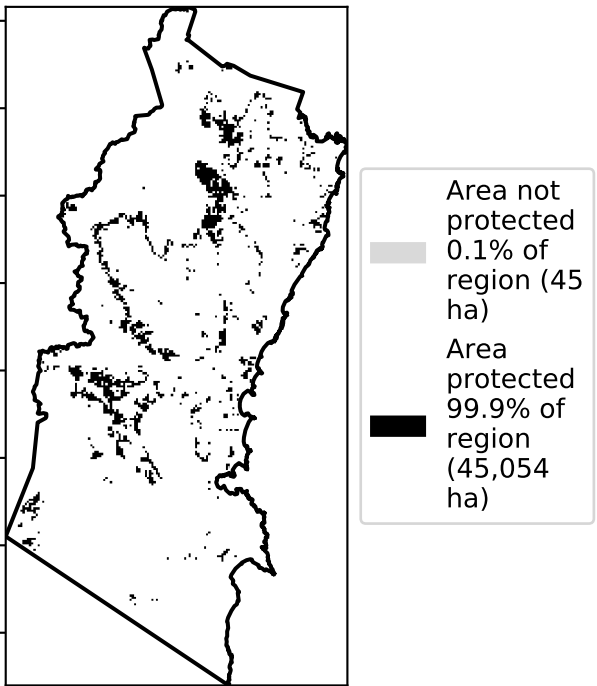 Area not
protected
0.1% of
region (45
ha)
Area
protected
99.9% of
region
(45,054
ha)